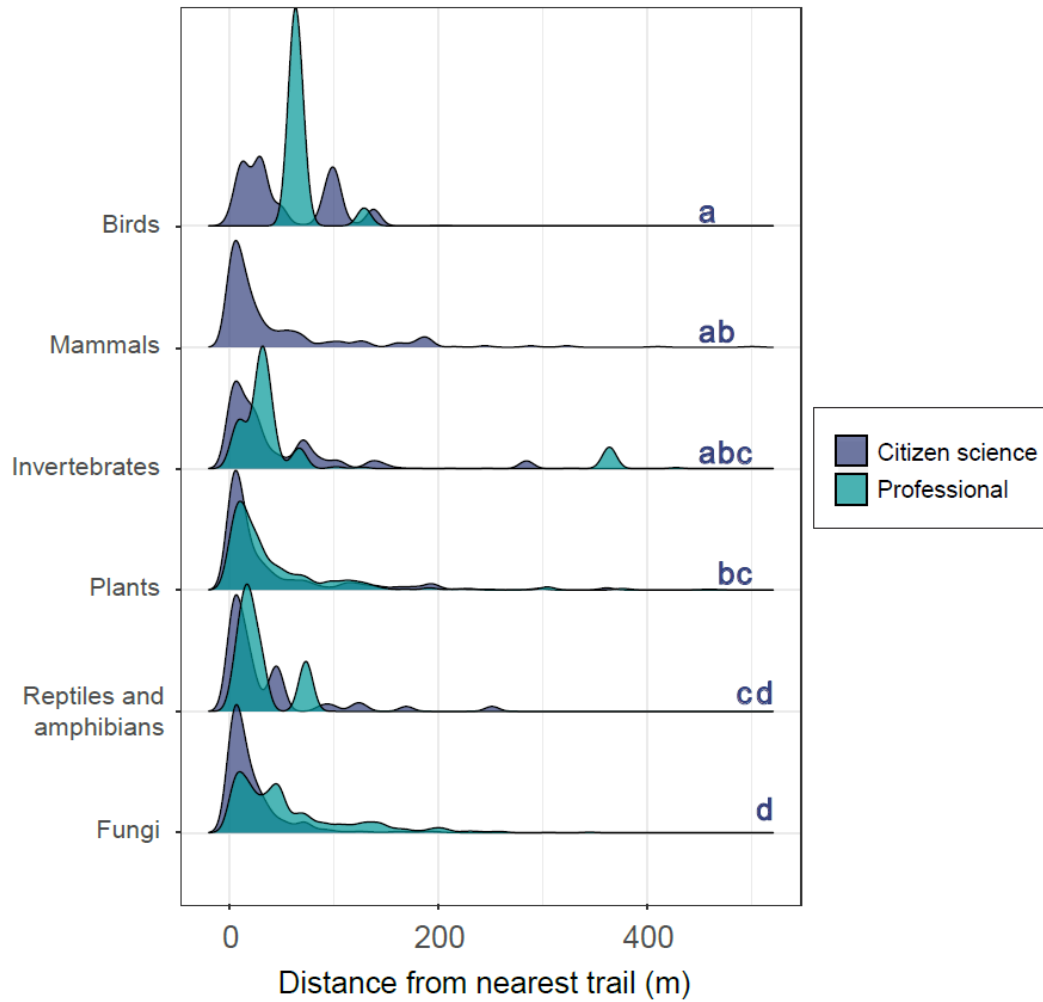 Birds
a
Mammals
ab
Invertebrates
abc
Plants
bc
Reptiles and
amphibians
cd
Fungi
d
Citizen science
Professional
0
200
400
Distance from nearest trail (m)